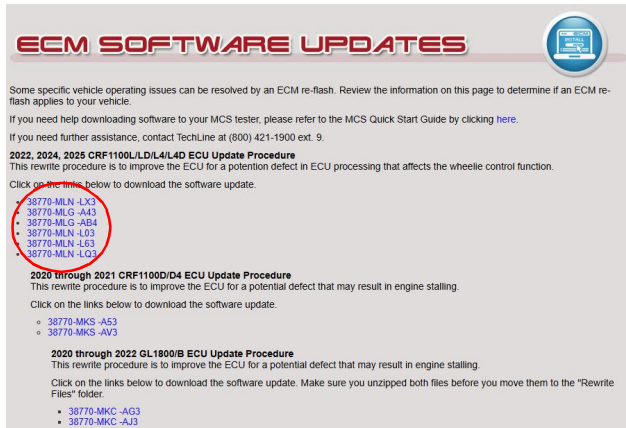 ECM SOFTWARE UPDATES
INSTALL
Some specific vehicle operating issues can be resolved by an ECM re-flash. Review the information on this page to determine if an ECM re-
flash applies to your vehicle.
If you need help downloading software to your MCS tester, please refer to the MCS Quick Start Guide by clicking here.
If you need further assistance, contact TechLine at (800) 421-1900 ext. 9.
2022, 2024, 2025 CRF1100L/LD/L4/L4D ECU Update Procedure
This rewrite procedure is to improve the ECU for a potention defect in ECU processing that affects the wheelie control function.
Click on the links below to download the software update.
38770-MLN -LX3
38770-MLG -A43
38770-MLG -AB4
38770-MLN -L03
38770-MLN -L63
38770-MLN -LQ3
2020 through 2021 CRF1100D/D4 ECU Update Procedure
This rewrite procedure is to improve the ECU for a potential defect that may result in engine stalling.
Click on the links below to download the software update.
38770-MKS -A53
38770-MKS -AV3
2020 through 2022 GL1800/B ECU Update Procedure
This rewrite procedure is to improve the ECU for a potential defect that may result in engine stalling.
Click on the links below to download the software update. Make sure you unzipped both files before you move them to the "Rewrite
Files" folder.
38770-MKC -AG3
38770-MKC -AJ3